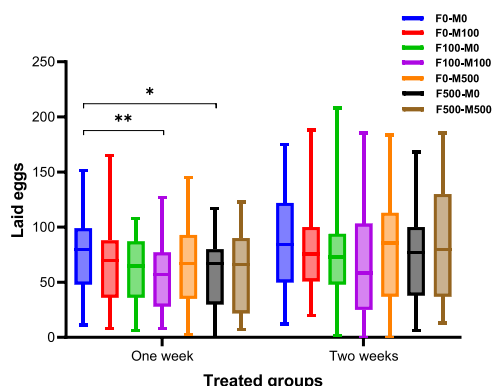 F0-M0
F0-M100
F100-M0
F100-M100
F0-M500
F500-M0
F500-M500
250
200
150
100
50
0
Laid eggs
*
**
One week
Two weeks
Treated groups